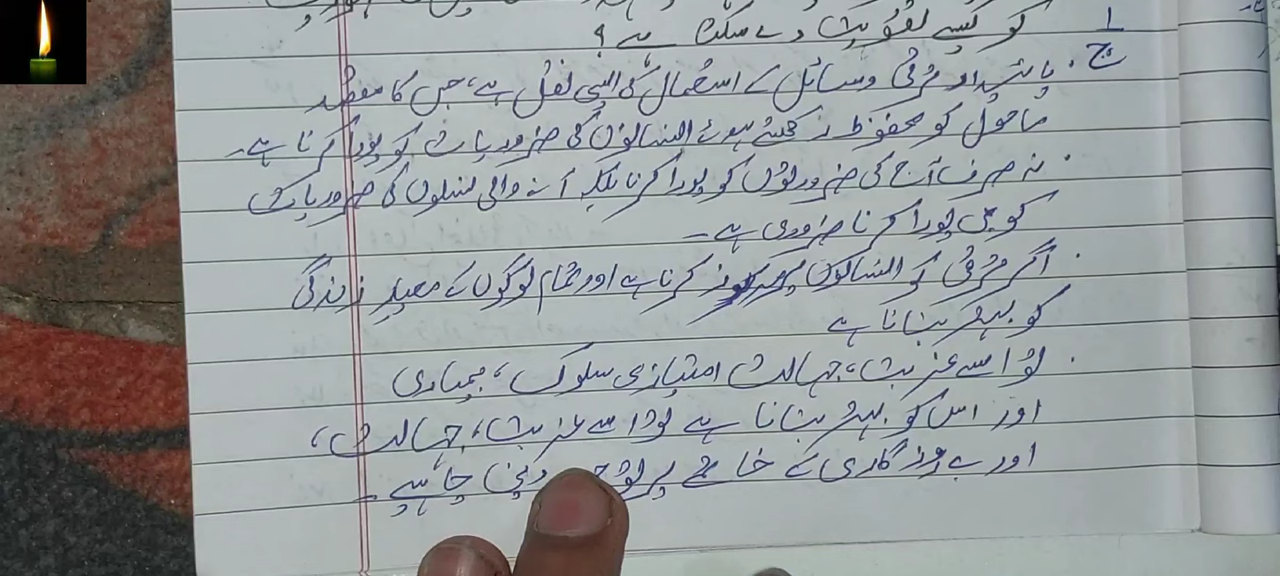 کو کیسے تقویت دے سکتا ہے؟
ج۔ پائیدار ترقی وسائل کے استعمال کی ایسی نقل ہے، جس کا مقصد
ماحول کو محفوظ رکھتے ہوئے انسانوں کی ضروریات کو پورا کرنا ہے۔
۔ نہ صرف آج کی ضرورتوں کو پورا کرنا بلکہ آنے والی نسلوں کی ضروریات
کو بھی پورا کرنا ضروری ہے۔
۔ اگر ترقی کو انسانوں پر مرکوز کرنا ہے اور تمام لوگوں کے معیار زندگی
کو بہتر بنانا ہے
۔ تو اسے غربت، جہالت امتیازی سلوک، بیماری
اور اس کو بہتر بنانا ہے تو اسے غربت، جہالت،
اور بے روزگاری کے خاتمے پر توجہ دینی چاہیے۔